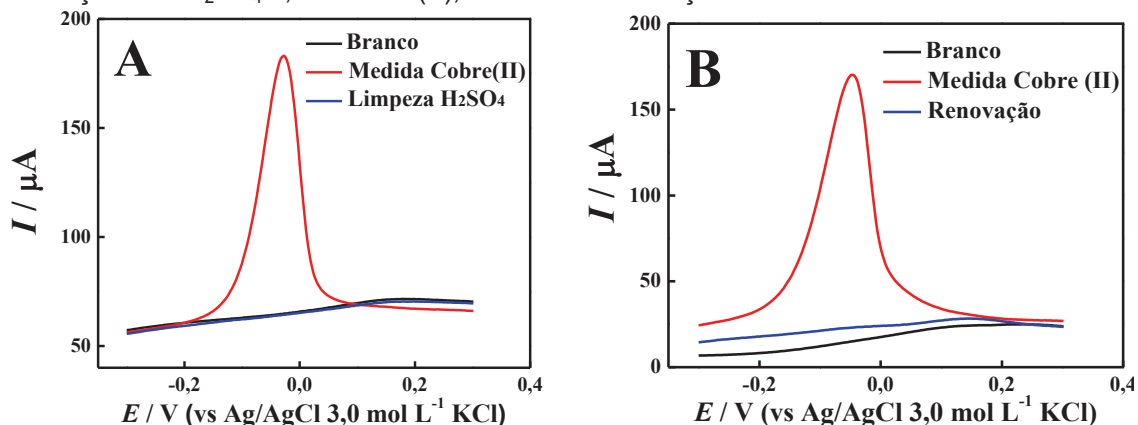 A
Branco
Medida Cobre(II)
Limpeza H₂SO₄
200
150
100
50
I / μA
-0,2 0,0 0,2 0,4
E / V (vs Ag/AgCl 3,0 mol L⁻¹ KCl)
B
Branco
Medida Cobre (II)
Renovação
200
150
100
50
0
I / μA
-0,2 0,0 0,2 0,4
E / V (vs Ag/AgCl 3,0 mol L⁻¹ KCl)